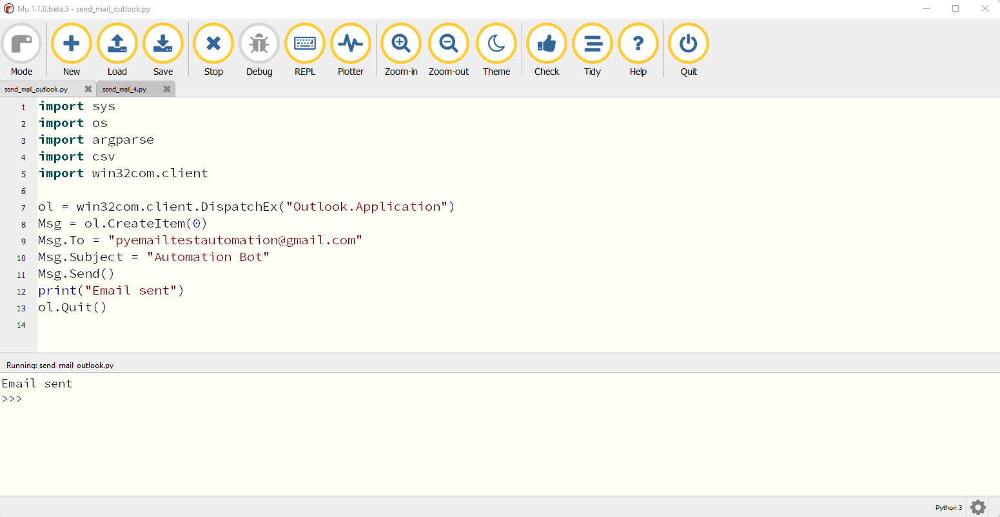 Mu 1.1.0.beta.5 - send_mail_outlook.py
Mode New Load Save Stop Debug REPL Plotter Zoom-in Zoom-out Theme Check Tidy Help Quit
send_mail_outlook.py send_mail_4.py
1 import sys
2 import os
3 import argparse
4 import csv
5 import win32com.client
6
7 ol = win32com.client.DispatchEx("Outlook.Application")
8 Msg = ol.CreateItem(0)
9 Msg.To = "pyemailtestautomation@gmail.com"
10 Msg.Subject = "Automation Bot"
11 Msg.Send()
12 print("Email sent")
13 ol.Quit()
14
Running: send_mail_outlook.py
Email sent
>>>
Python 3